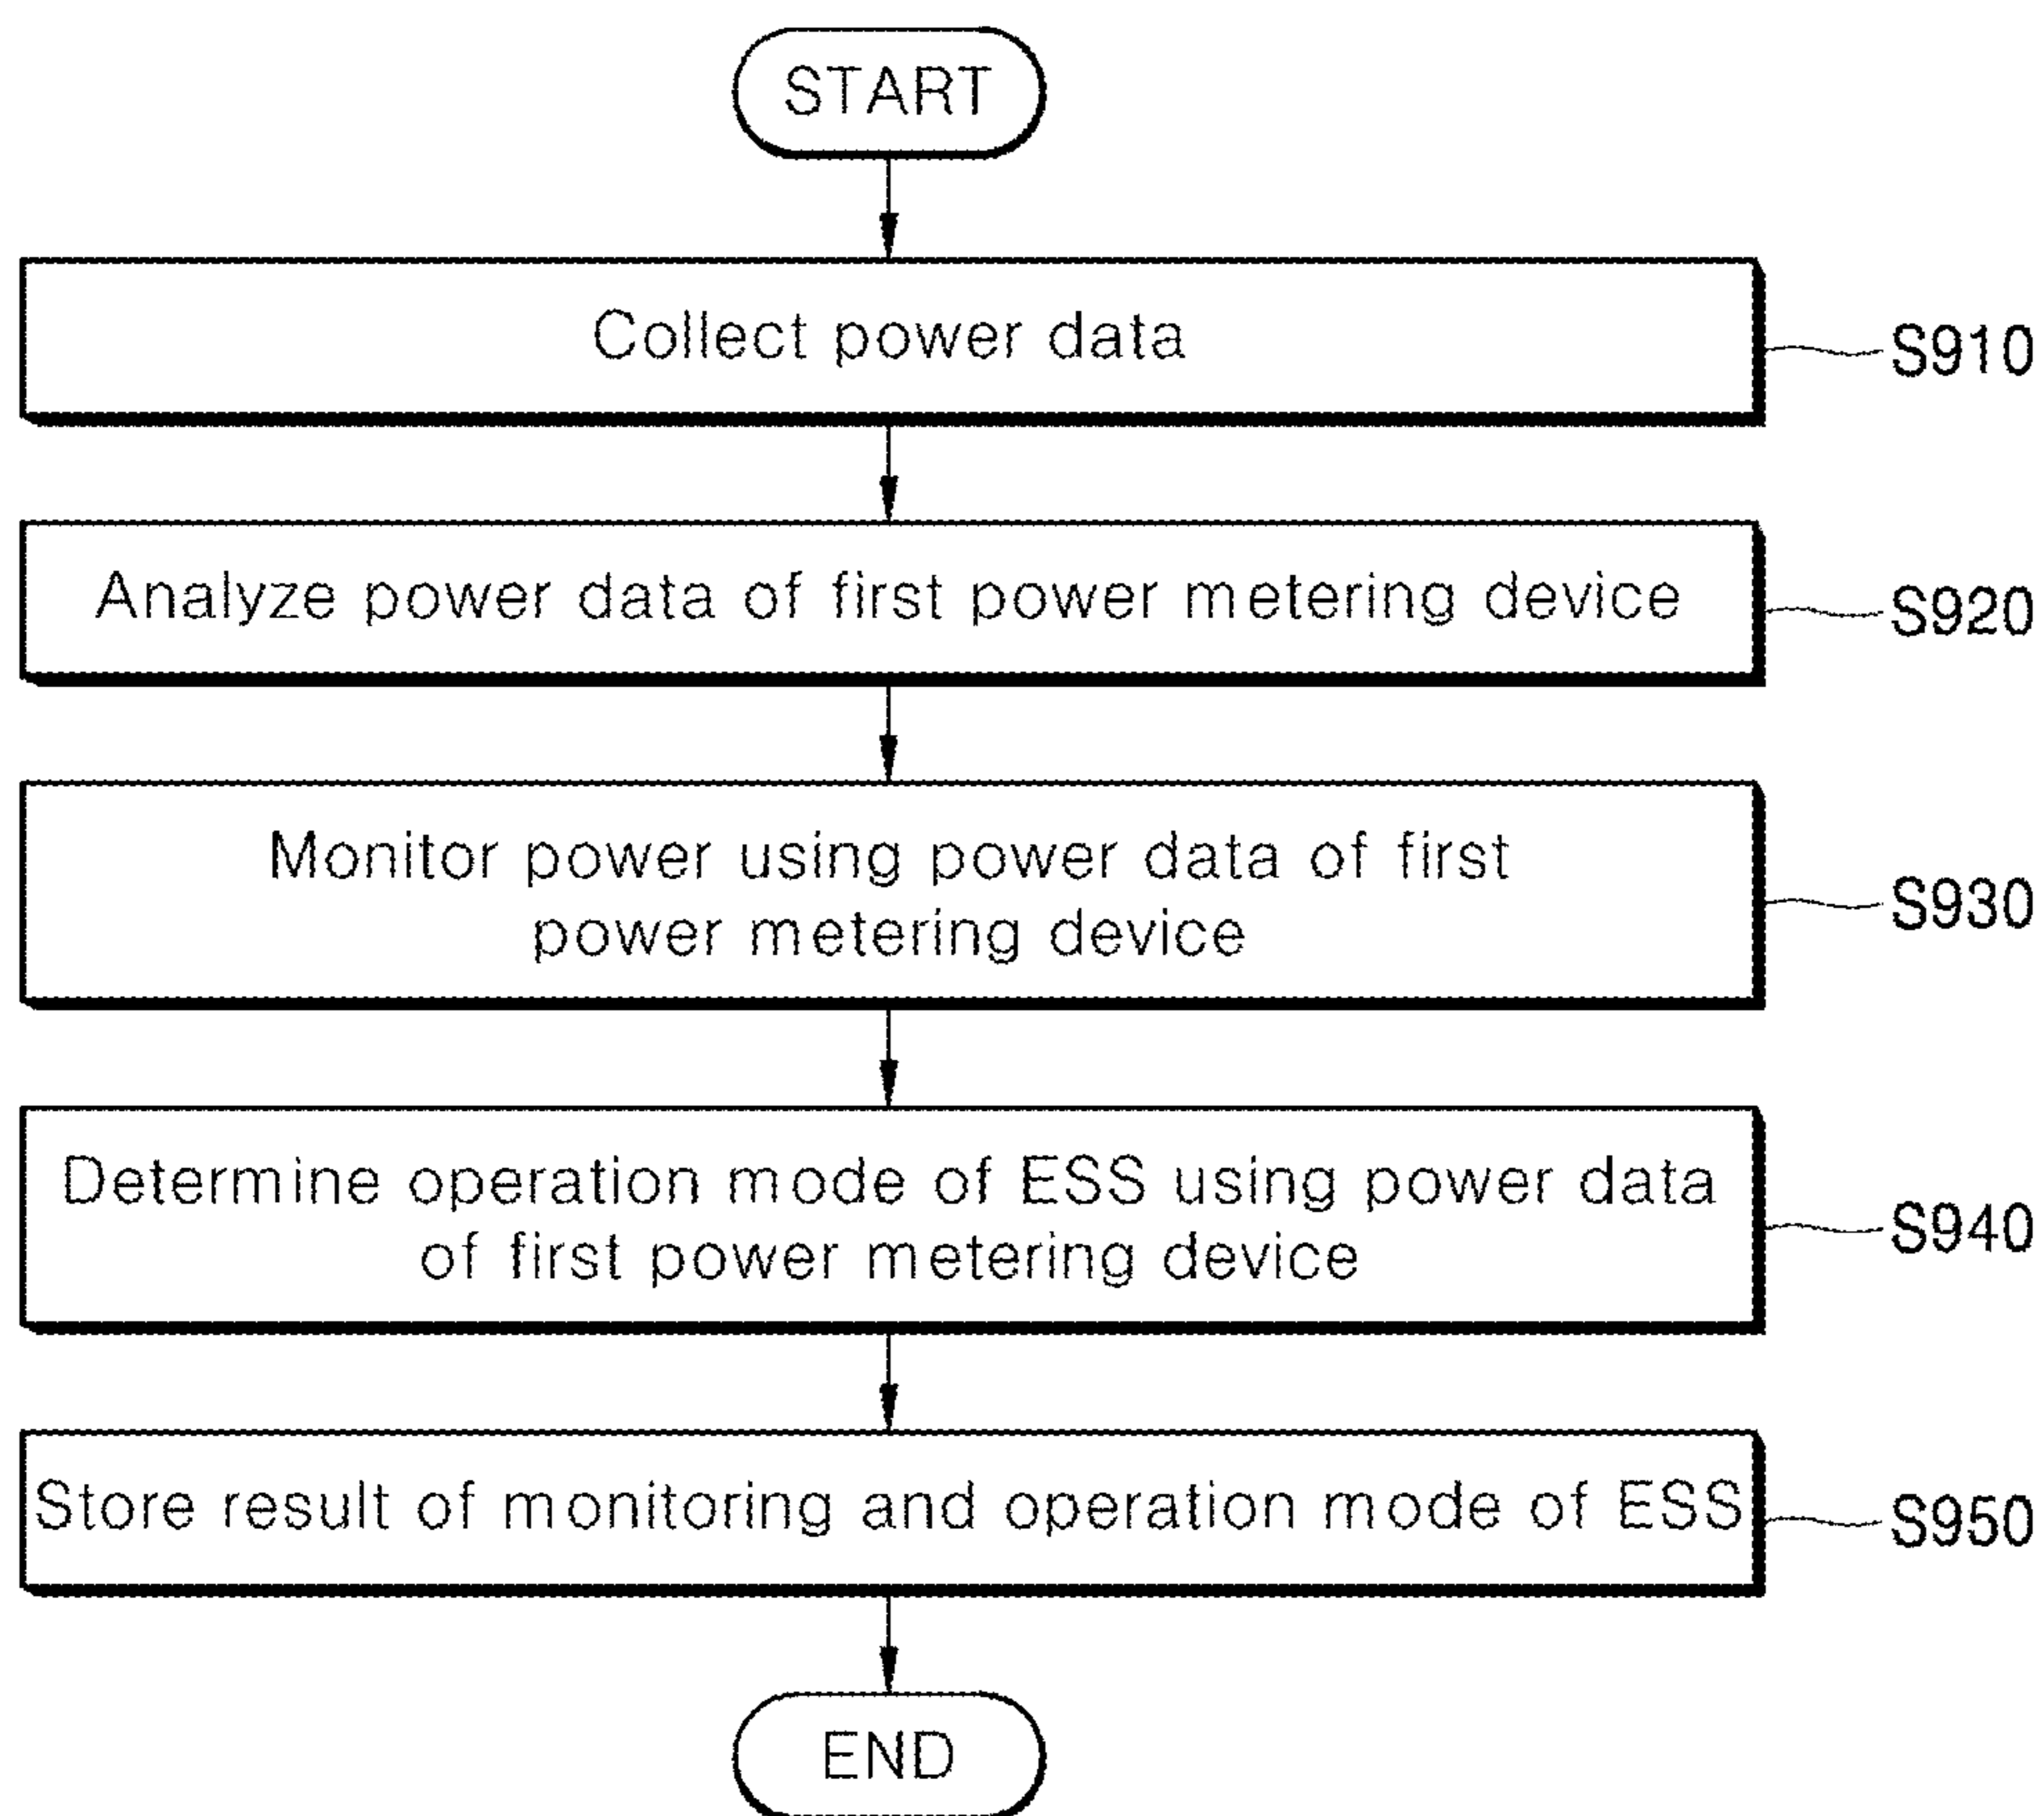 START
Collect power data
S910
Analyze power data of first power metering device
S920
Monitor power using power data of first
power metering device
S930
Determine operation mode of ESS using power data
of first power metering device
S940
Store result of monitoring and operation mode of ESS
S950
END